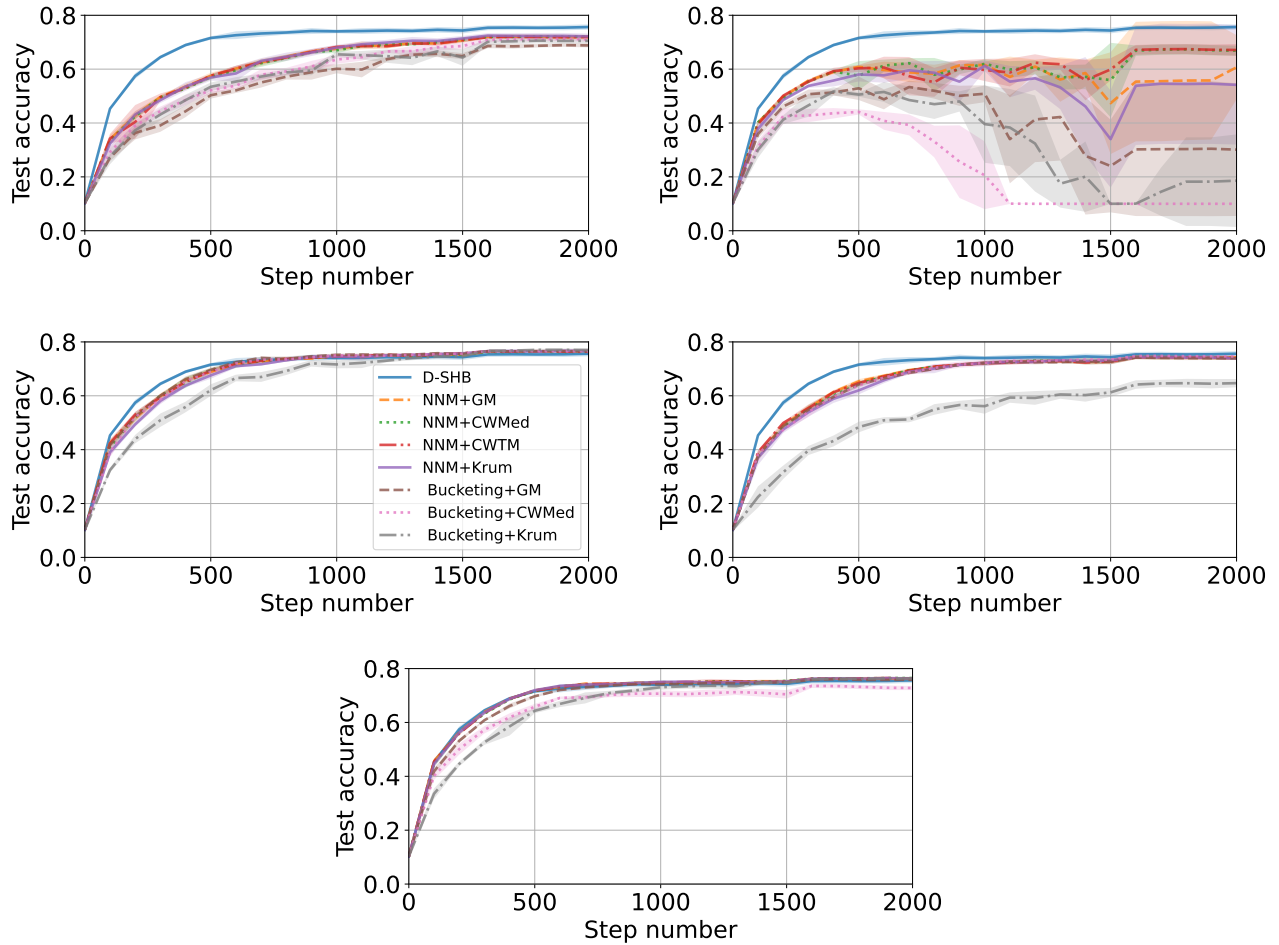 0.8
0.6
0.4
0.2
0.0
Test accuracy
0 500 1000 1500 2000
Step number
0.8
0.6
0.4
0.2
0.0
Test accuracy
0 500 1000 1500 2000
Step number
0.8
0.6
0.4
0.2
0.0
Test accuracy
D-SHB
NNM+GM
NNM+CWMed
NNM+CWTM
NNM+Krum
Bucketing+GM
Bucketing+CWMed
Bucketing+Krum
0 500 1000 1500 2000
Step number
0.8
0.6
0.4
0.2
0.0
Test accuracy
0 500 1000 1500 2000
Step number
0.8
0.6
0.4
0.2
0.0
Test accuracy
0 500 1000 1500 2000
Step number